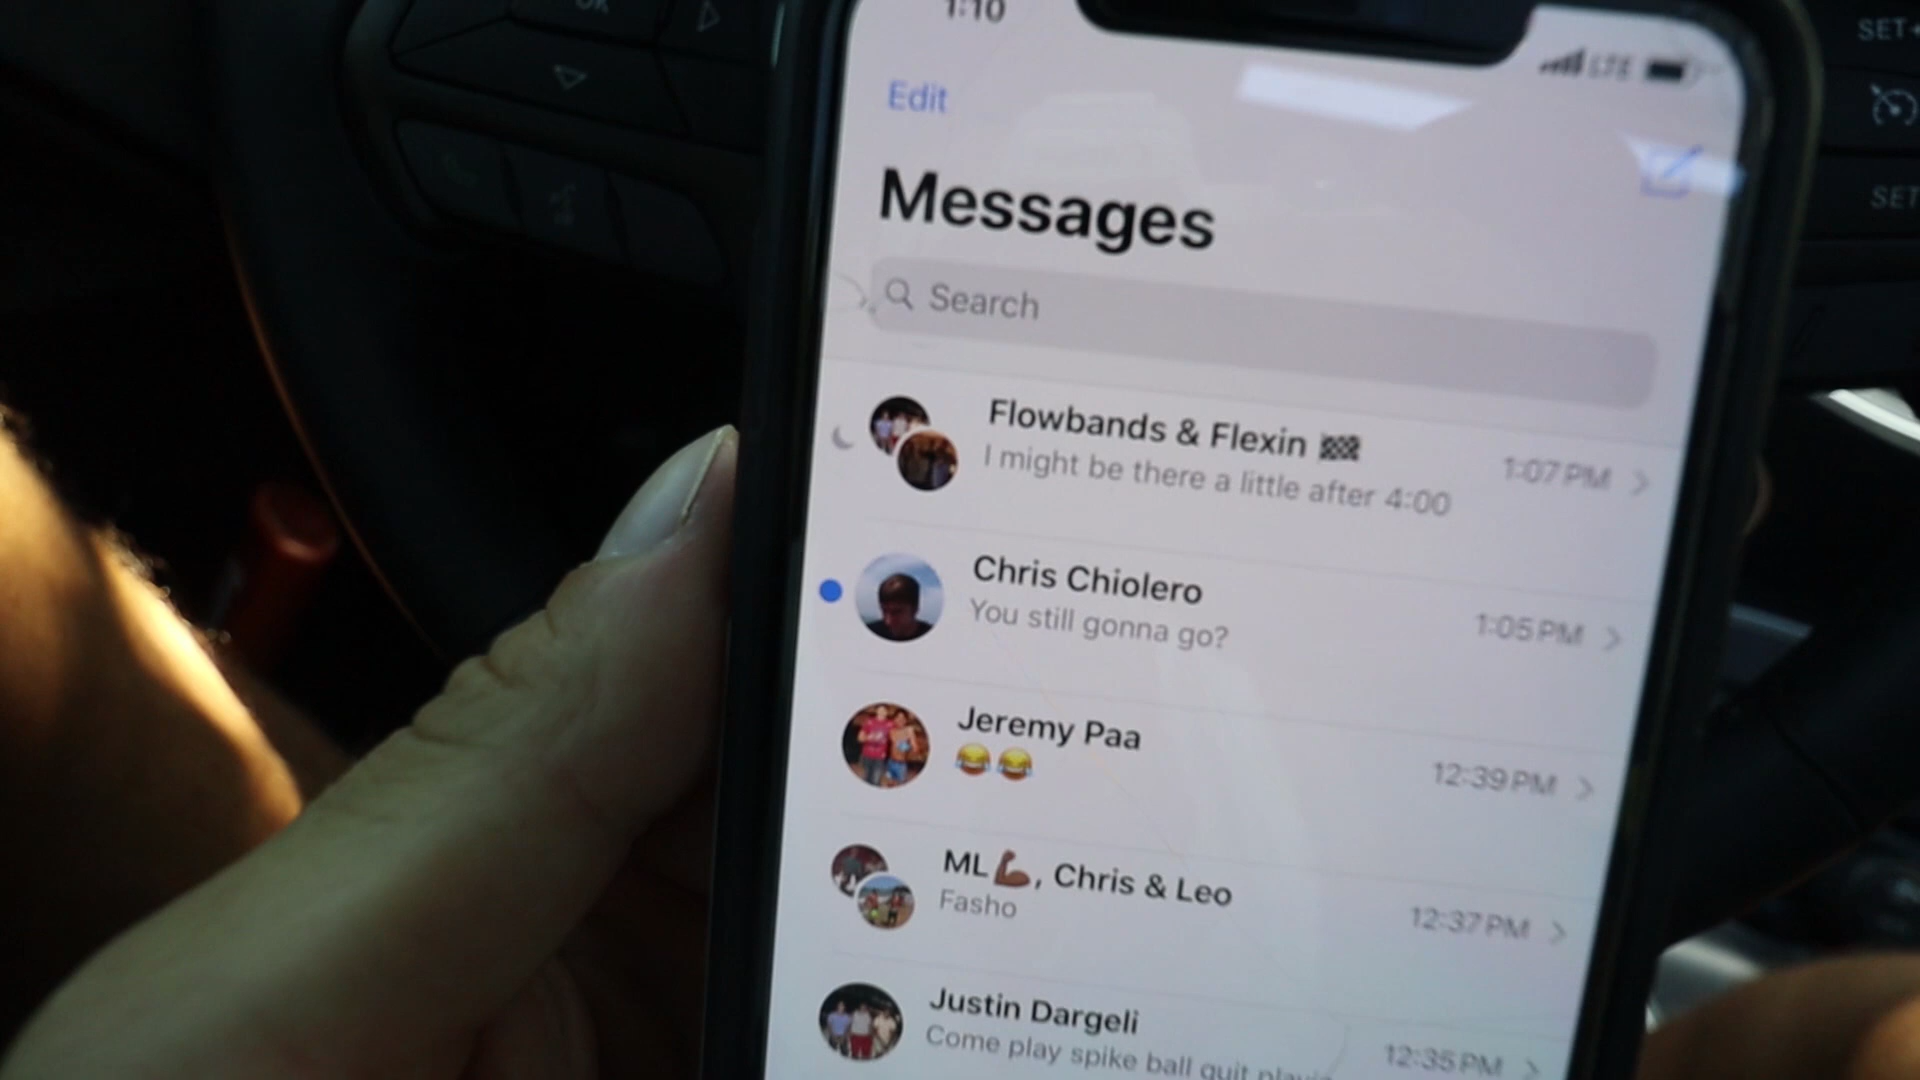 OK
SET+
1:10
LTE
Edit
SET
Messages
Search
Flowbands & Flexin 🏁
I might be there a little after 4:00
1:07 PM
Chris Chiolero
You still gonna go?
1:05 PM
Jeremy Paa
😂😂
12:39 PM
ML💪🏾, Chris & Leo
Fasho
12:37 PM
Justin Dargeli
Come play spike ball quit
12:35 PM